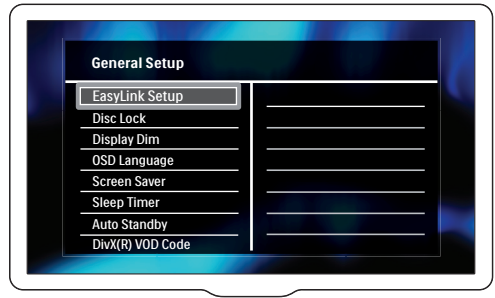 General Setup
EasyLink Setup
Disc Lock
Display Dim
OSD Language
Screen Saver
Sleep Timer
Auto Standby
DivX(R) VOD Code